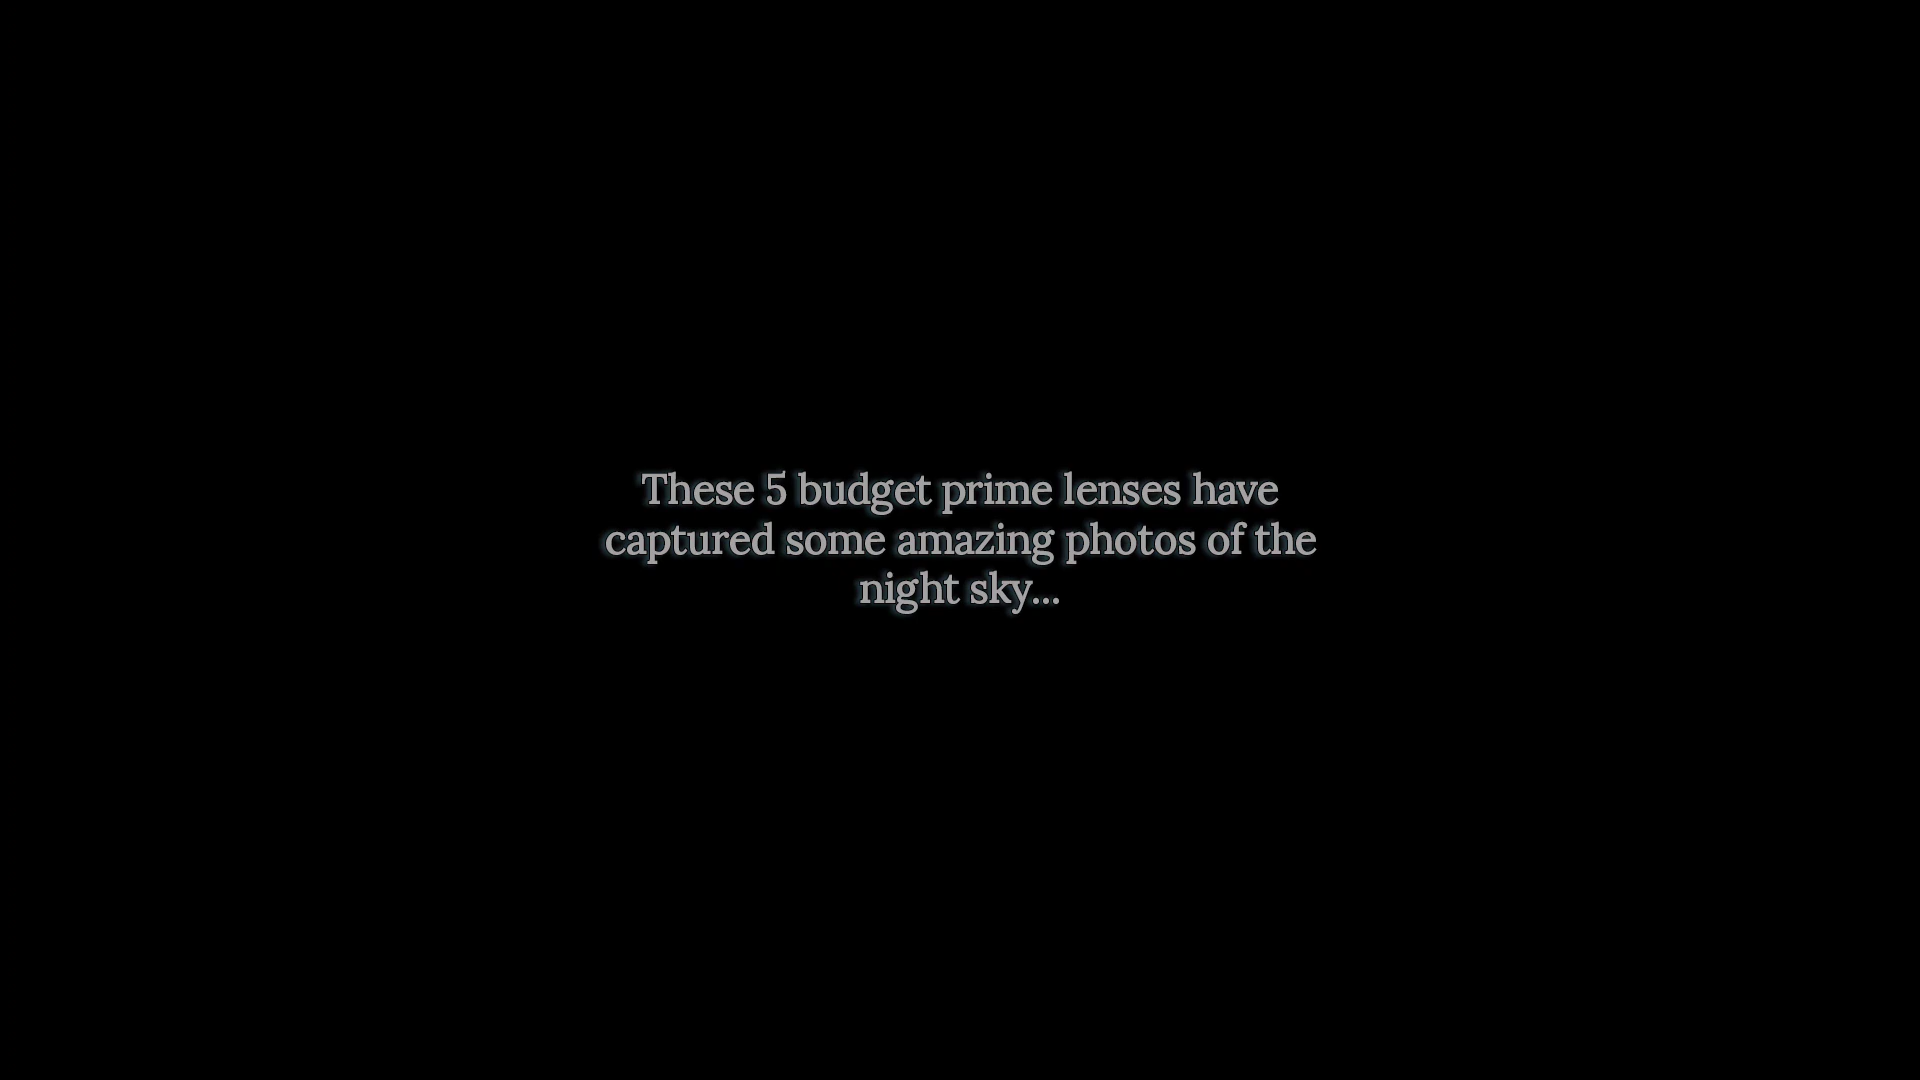 These 5 budget prime lenses have
captured some amazing photos of the
night sky...